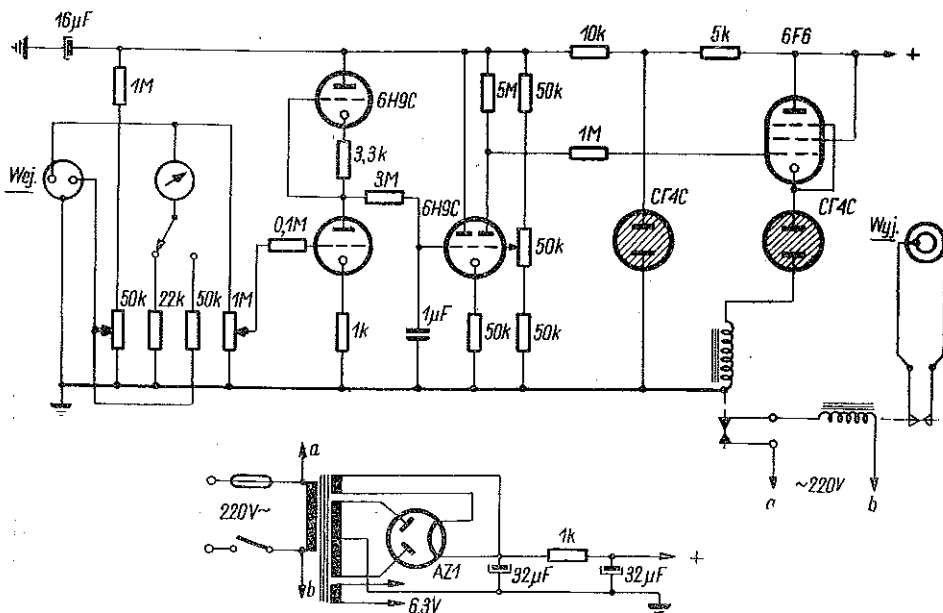 16µF
10k
5k
6F6
+
1M
6H9C
5M
50k
3,3k
1M
Wej.
3M
6H9C
СГ4С
СГ4С
Wyj.
0,1M
50k
50k
22k
50k
1M
1k
1µF
50k
50k
a
a
~220V
b
220V~
1k
+
AZ1
32µF
32µF
b
6,3V